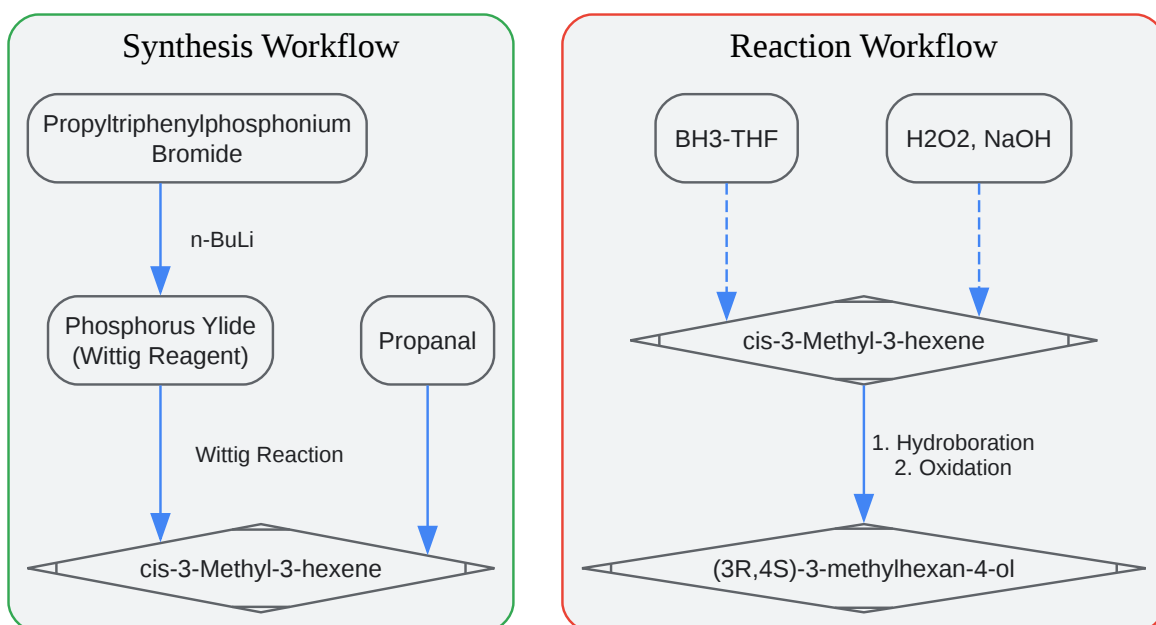 Synthesis Workflow
Propyltriphenylphosphonium
Bromide
n-BuLi
Phosphorus Ylide
(Wittig Reagent)
Propanal
Wittig Reaction
cis-3-Methyl-3-hexene
Reaction Workflow
BH3-THF
H2O2, NaOH
cis-3-Methyl-3-hexene
1. Hydroboration
2. Oxidation
(3R,4S)-3-methylhexan-4-ol